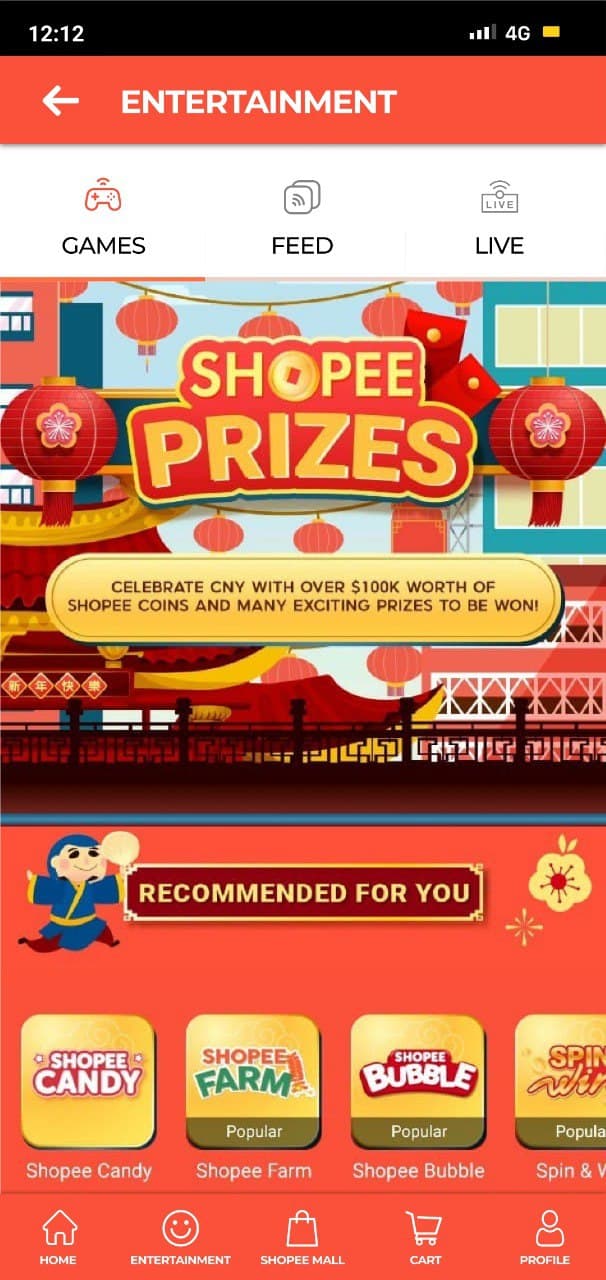 12:12
4G
ENTERTAINMENT
LIVE
GAMES
FEED
LIVE
SHOPEE
PRIZES
CELEBRATE CNY WITH OVER $100K WORTH OF
SHOPEE COINS AND MANY EXCITING PRIZES TO BE WON!
新年快樂
RECOMMENDED FOR YOU
SHOPEE
CANDY
SHOPEE
FARM
SHOPEE
BUBBLE
SPIN
Win
Popular
Popular
Popula
Shopee Candy
Shopee Farm
Shopee Bubble
Spin & W
HOME
ENTERTAINMENT
SHOPEE MALL
CART
PROFILE